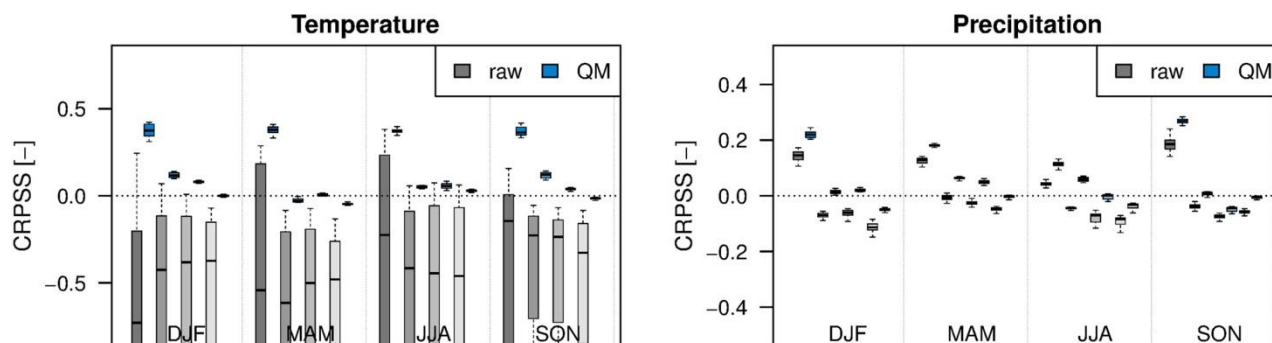 Temperature
raw QM
CRPSS [−]
0.5
0.0
−0.5
DJF MAM JJA SON
Precipitation
raw QM
CRPSS [−]
0.4
0.2
0.0
−0.2
−0.4
DJF MAM JJA SON